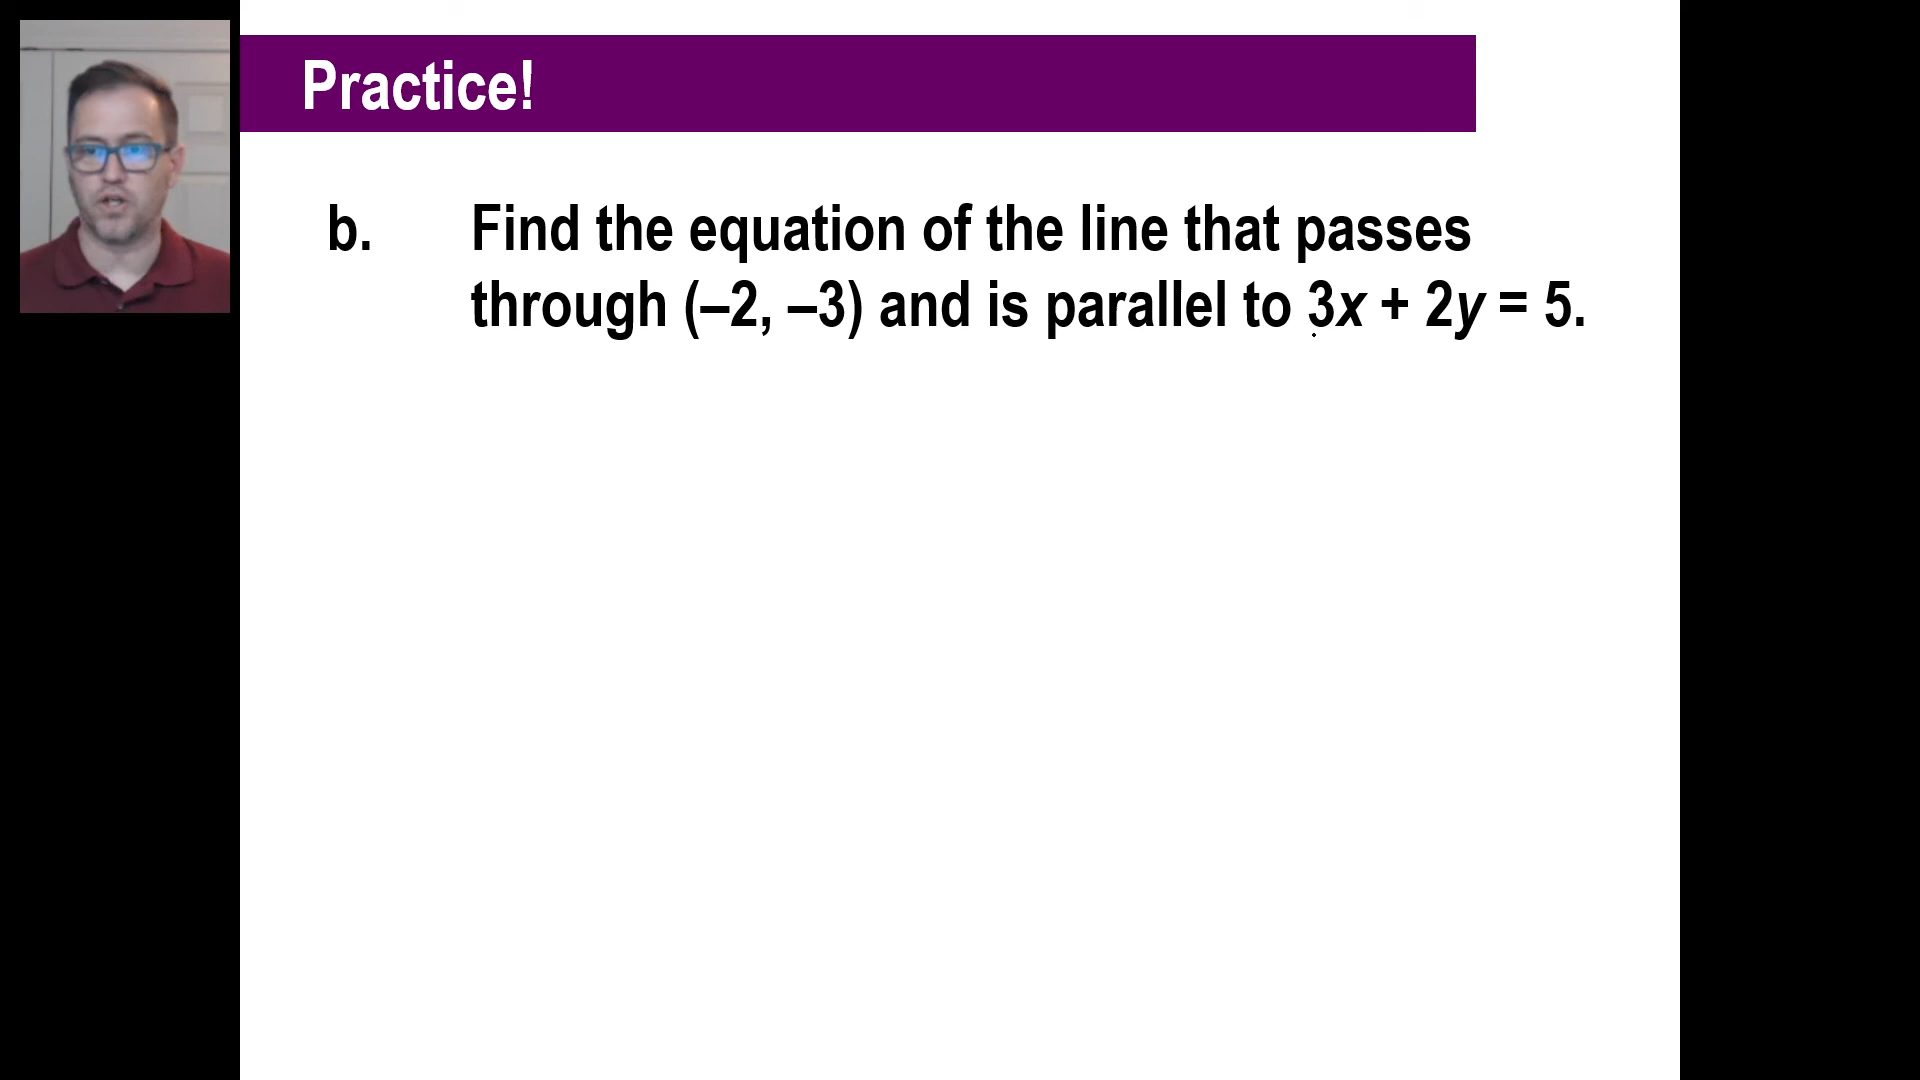 Practice!
b. Find the equation of the line that passes
through (–2, –3) and is parallel to 3x + 2y = 5.